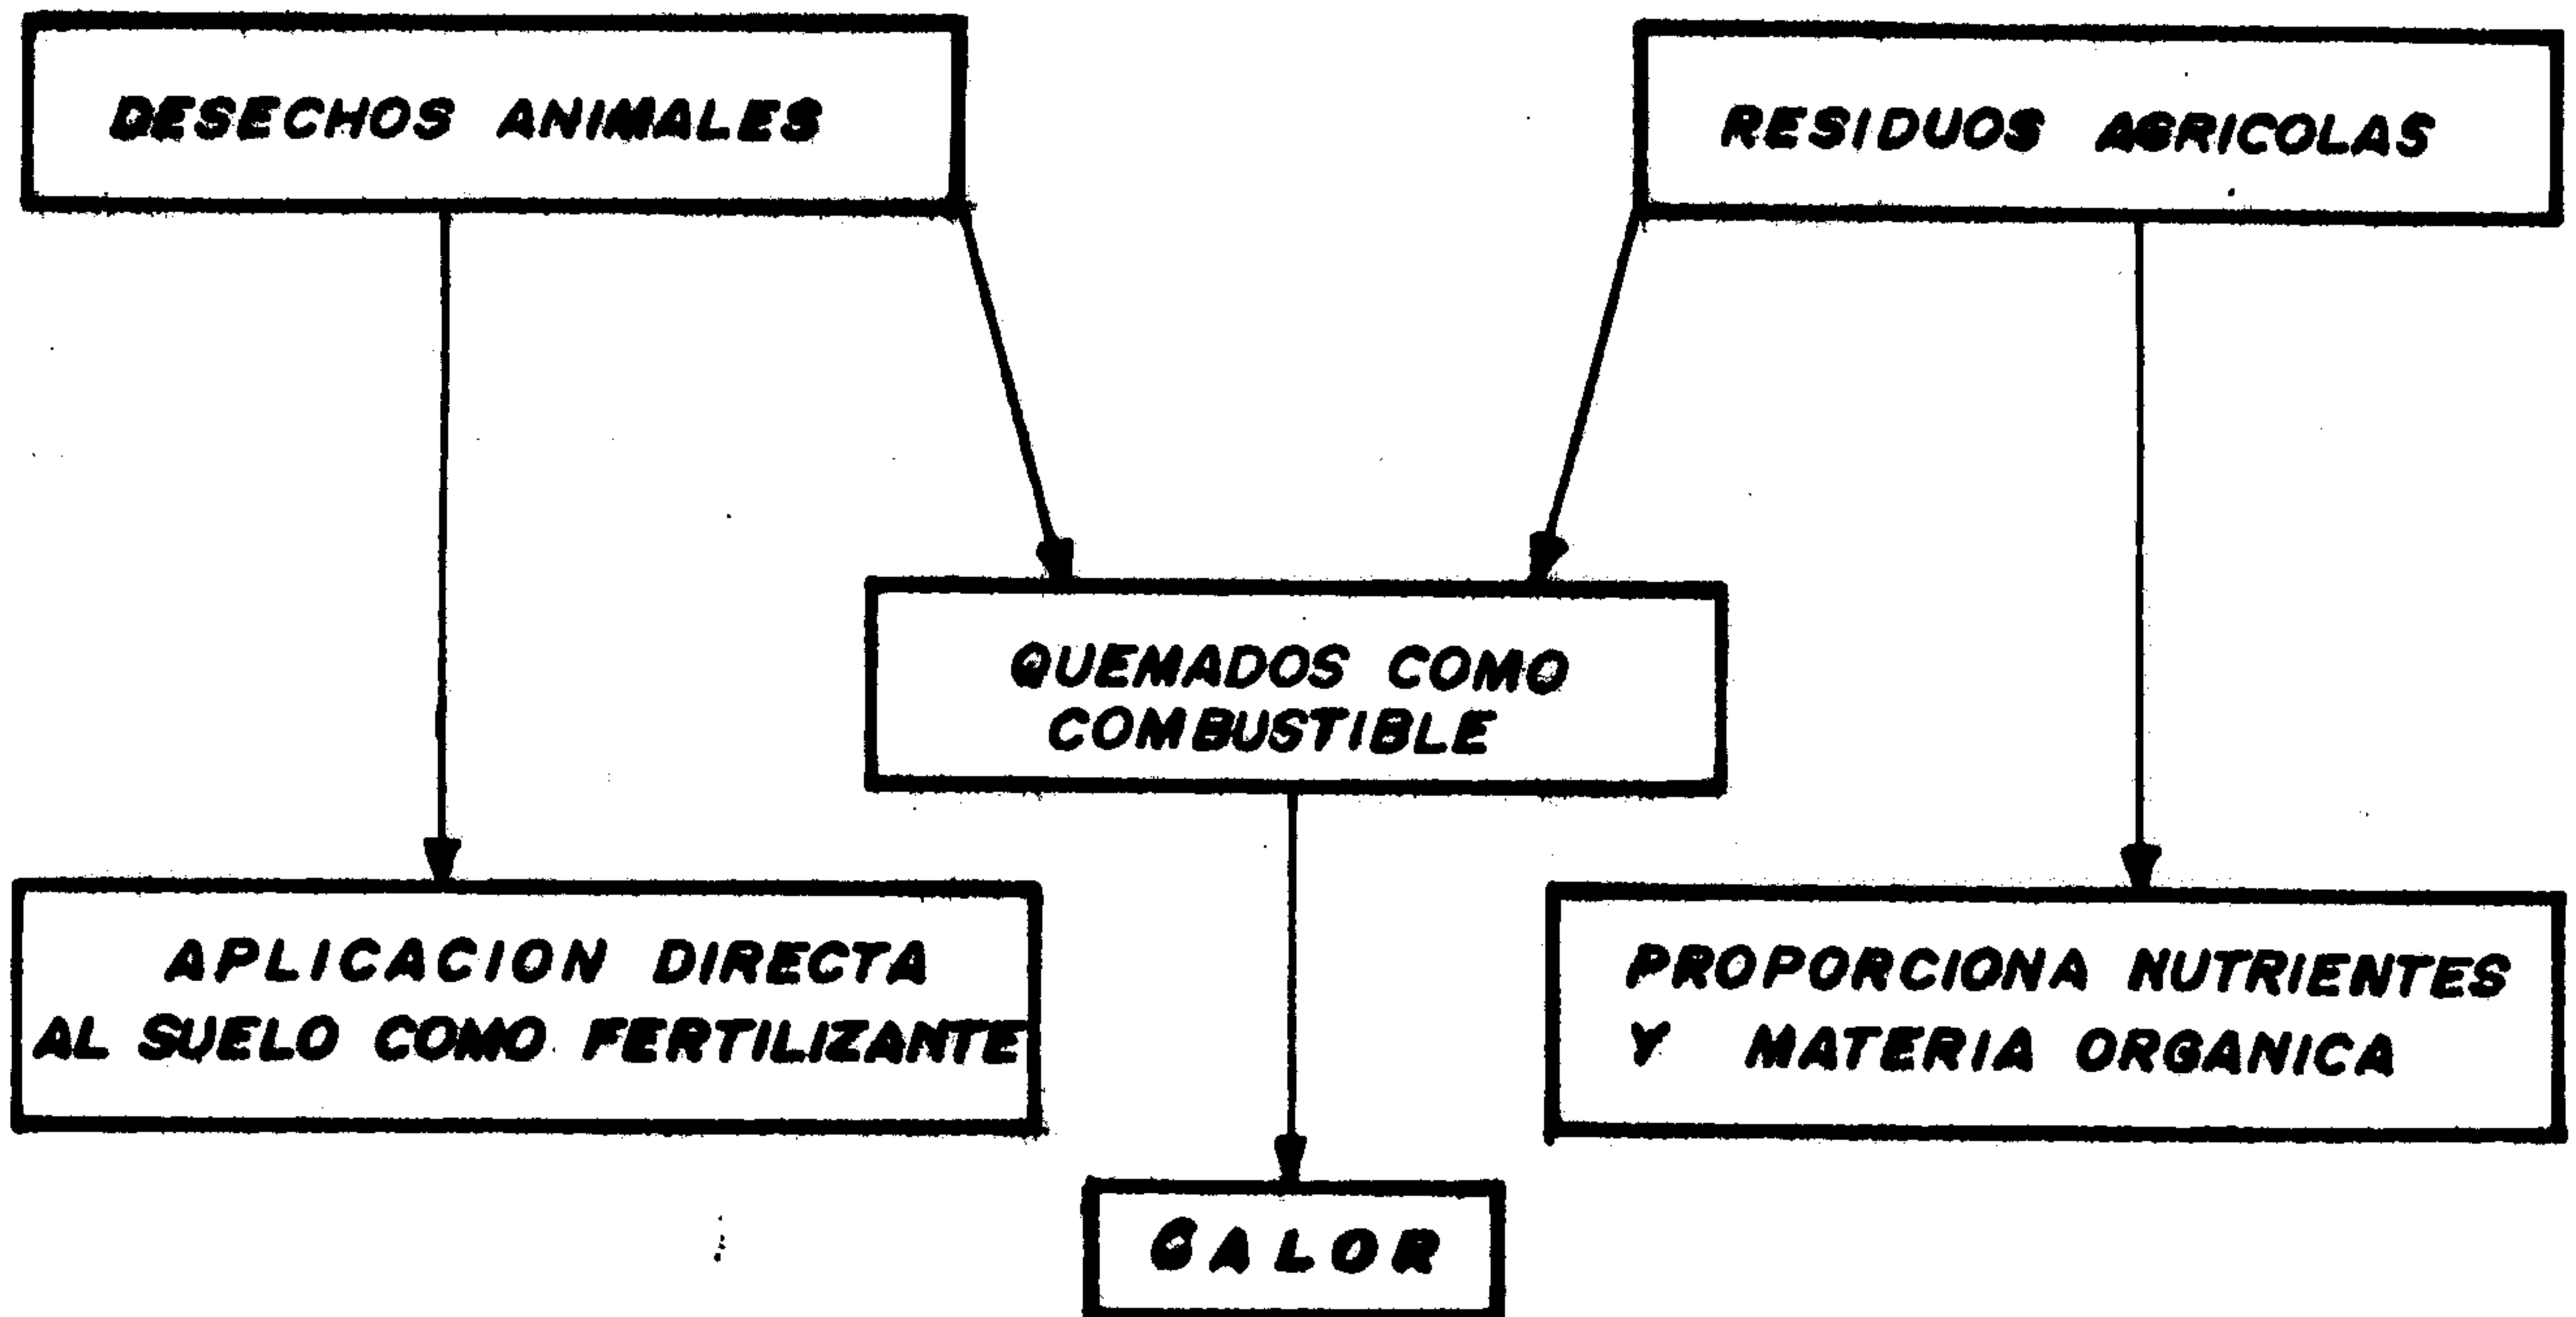 DESECHOS ANIMALES
RESIDUOS AGRICOLAS
QUEMADOS COMO
COMBUSTIBLE
APLICACION DIRECTA
AL SUELO COMO FERTILIZANTE
PROPORCIONA NUTRIENTES
Y MATERIA ORGANICA
CALOR